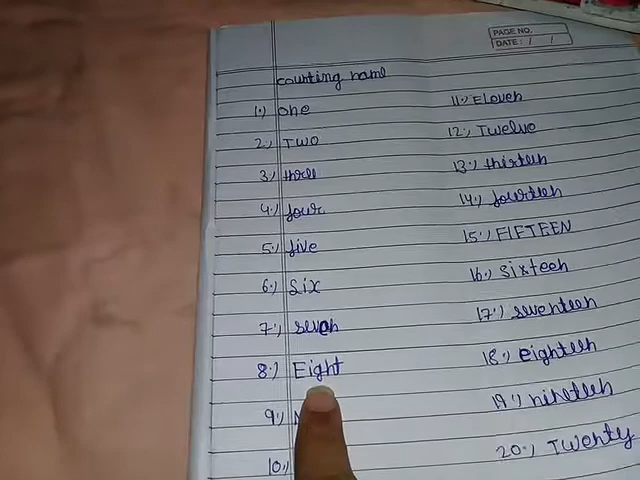 PAGE NO.
DATE: / /
counting name
1.) one
2.) Two
3.) three
4.) four
5.) five
6.) Six
7.) seven
8.) Eight
9.) N
10.)
11.) Eleven
12.) Twelve
13.) thirteen
14.) fourteen
15.) FIFTEEN
16.) sixteen
17.) seventeen
18.) eighteen
19.) nineteen
20.) Twenty